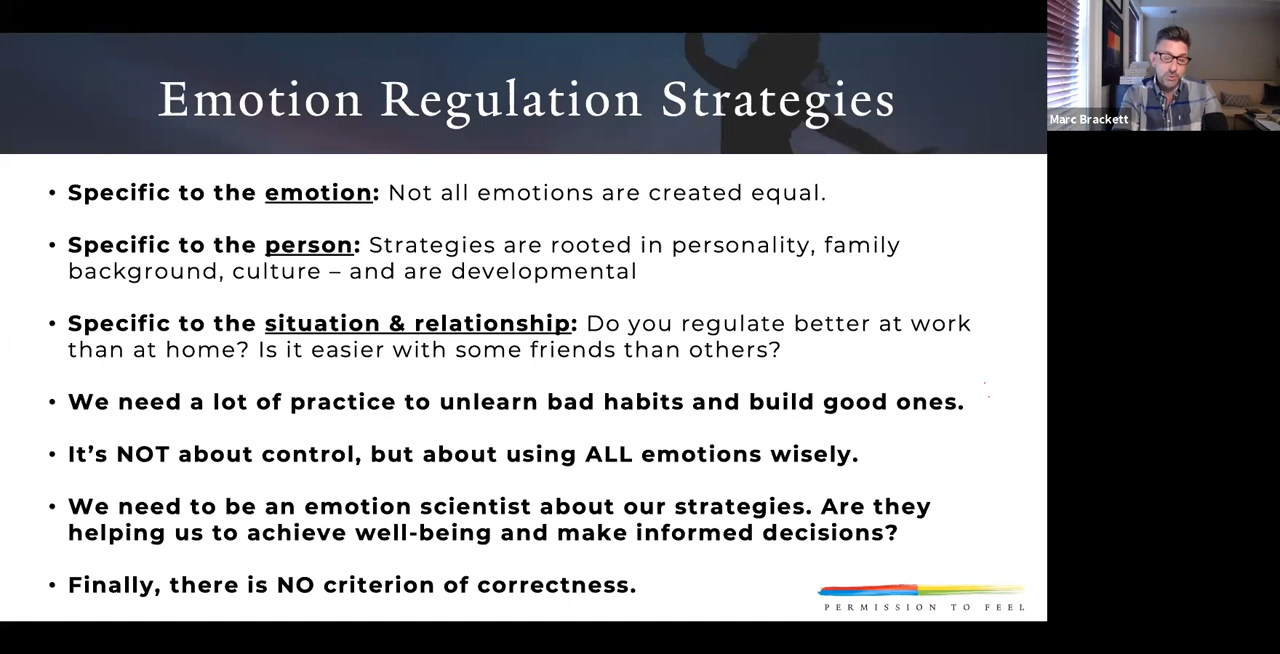 Emotion Regulation Strategies
Marc Brackett
• Specific to the emotion: Not all emotions are created equal.
• Specific to the person: Strategies are rooted in personality, family
background, culture – and are developmental
• Specific to the situation & relationship: Do you regulate better at work
than at home? Is it easier with some friends than others?
• We need a lot of practice to unlearn bad habits and build good ones.
• It’s NOT about control, but about using ALL emotions wisely.
• We need to be an emotion scientist about our strategies. Are they
helping us to achieve well-being and make informed decisions?
• Finally, there is NO criterion of correctness.
PERMISSION TO FEEL